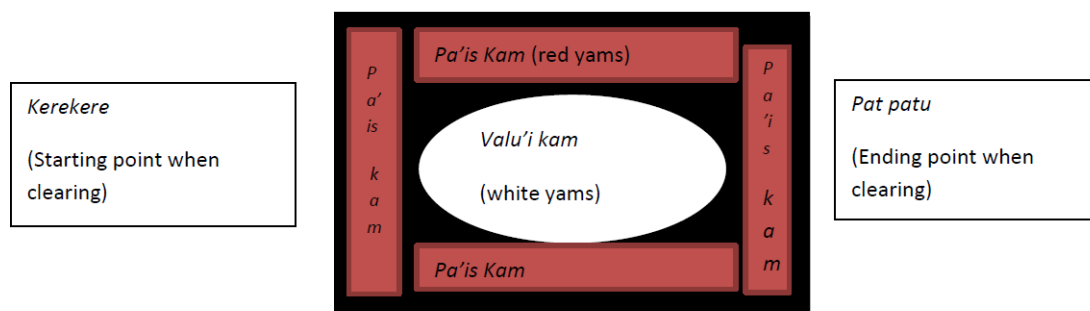 Kerekere
(Starting point when
clearing)
P
a’
is
k
a
m
Pa’is Kam (red yams)
Valu’i kam
(white yams)
Pa’is Kam
P
a
’i
s
k
a
m
Pat patu
(Ending point when
clearing)